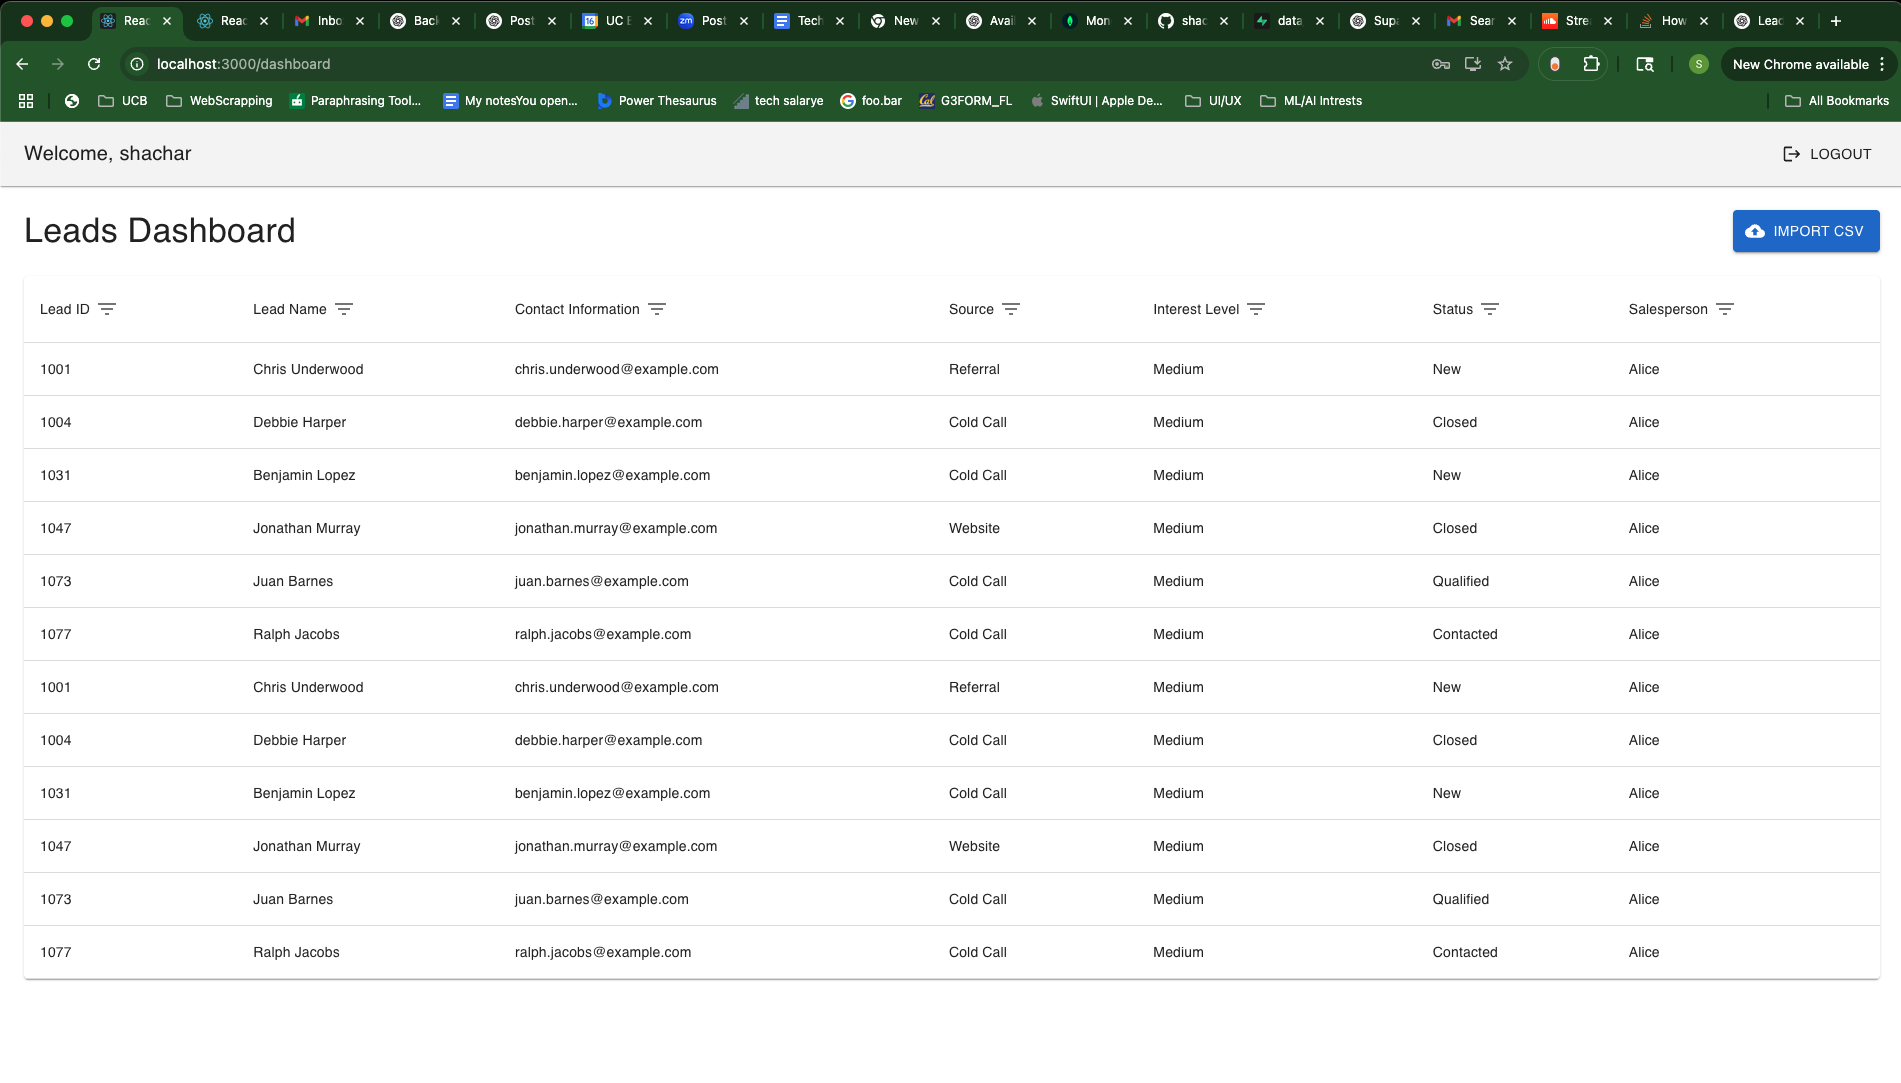 Reac Reac Inbo Back Post UC B Post Tech New Avai Mon shac data Supa Sear Stre How Lead
localhost:3000/dashboard S New Chrome available
UCB WebScrapping Paraphrasing Tool... My notesYou open... Power Thesaurus tech salarye foo.bar G3FORM_FL SwiftUI | Apple De... UI/UX ML/AI Intrests All Bookmarks
Welcome, shachar LOGOUT
Leads Dashboard IMPORT CSV
Lead ID Lead Name Contact Information Source Interest Level Status Salesperson
1001 Chris Underwood chris.underwood@example.com Referral Medium New Alice
1004 Debbie Harper debbie.harper@example.com Cold Call Medium Closed Alice
1031 Benjamin Lopez benjamin.lopez@example.com Cold Call Medium New Alice
1047 Jonathan Murray jonathan.murray@example.com Website Medium Closed Alice
1073 Juan Barnes juan.barnes@example.com Cold Call Medium Qualified Alice
1077 Ralph Jacobs ralph.jacobs@example.com Cold Call Medium Contacted Alice
1001 Chris Underwood chris.underwood@example.com Referral Medium New Alice
1004 Debbie Harper debbie.harper@example.com Cold Call Medium Closed Alice
1031 Benjamin Lopez benjamin.lopez@example.com Cold Call Medium New Alice
1047 Jonathan Murray jonathan.murray@example.com Website Medium Closed Alice
1073 Juan Barnes juan.barnes@example.com Cold Call Medium Qualified Alice
1077 Ralph Jacobs ralph.jacobs@example.com Cold Call Medium Contacted Alice